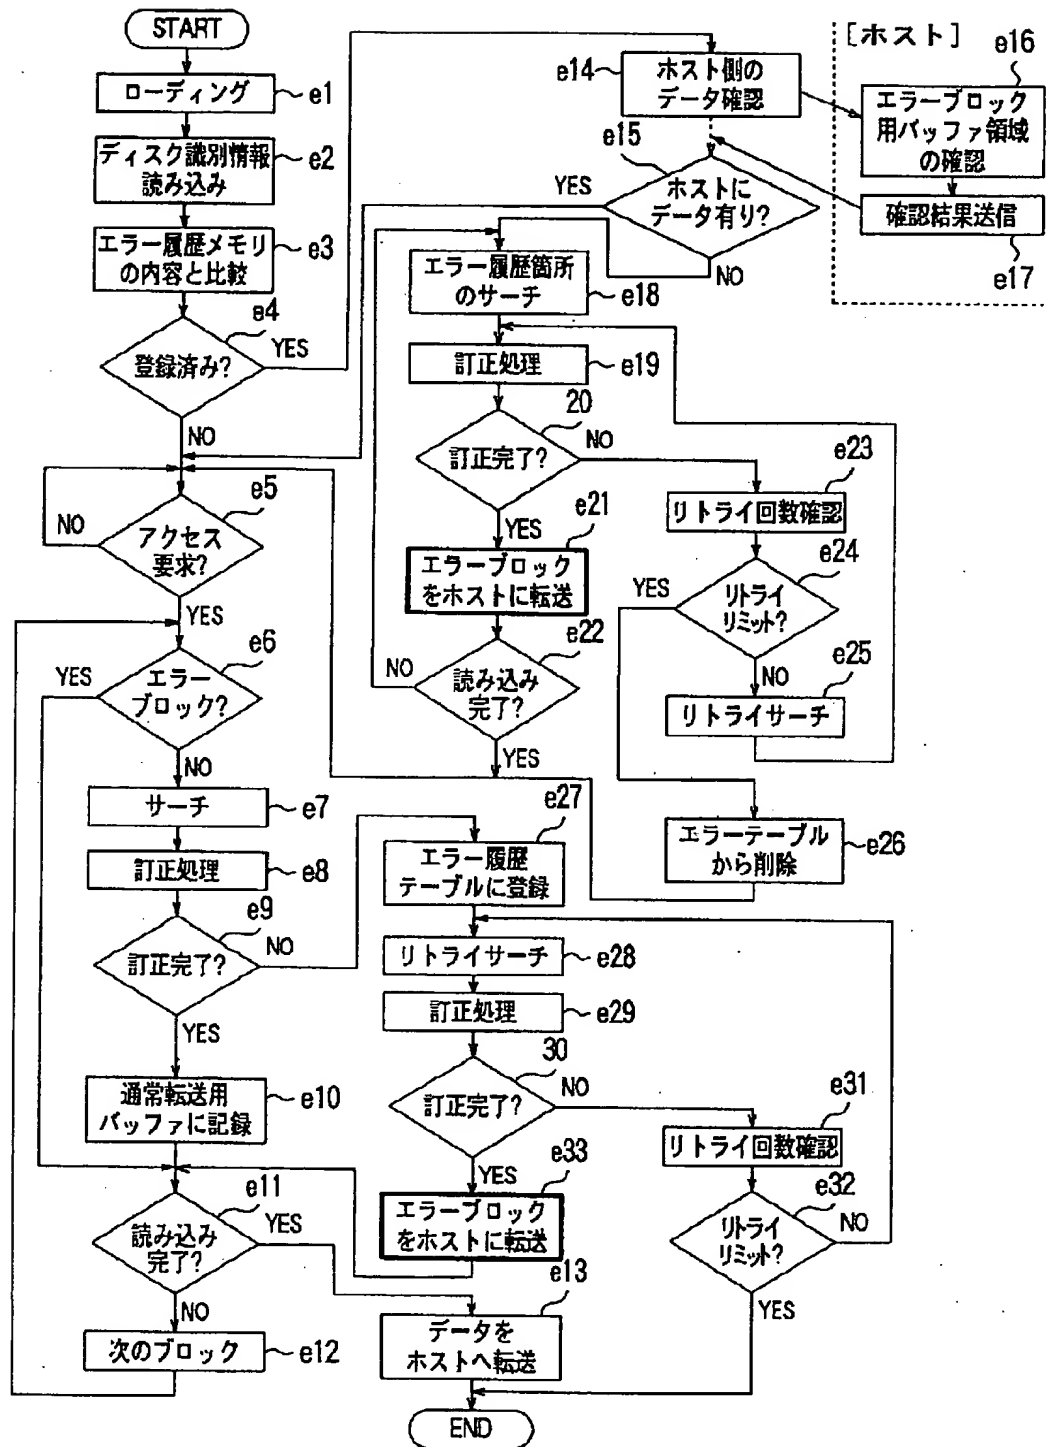 START
ローディング
e1
ディスク識別情報
読み込み
e2
エラー履歴メモリ
の内容と比較
e3
e4
登録済み?
YES
NO
e5
アクセス
要求?
NO
YES
e6
エラー
ブロック?
YES
NO
サーチ
e7
訂正処理
e8
e9
訂正完了?
NO
YES
通常転送用
バッファに記録
e10
e11
読み込み
完了?
YES
NO
次のブロック
e12
e14
ホスト側の
データ確認
e15
ホストに
データ有り?
YES
NO
[ホスト]
e16
エラーブロック
用バッファ領域
の確認
確認結果送信
e17
エラー履歴箇所
のサーチ
e18
訂正処理
e19
20
訂正完了?
NO
YES
e21
エラーブロック
をホストに転送
e22
読み込み
完了?
NO
YES
e23
リトライ回数確認
e24
リトライ
リミット?
YES
NO
e25
リトライサーチ
エラーテーブル
から削除
e26
e27
エラー履歴
テーブルに登録
リトライサーチ
e28
訂正処理
e29
30
訂正完了?
NO
YES
e31
リトライ回数確認
e32
リトライ
リミット?
NO
YES
e33
エラーブロック
をホストに転送
e13
データを
ホストへ転送
END